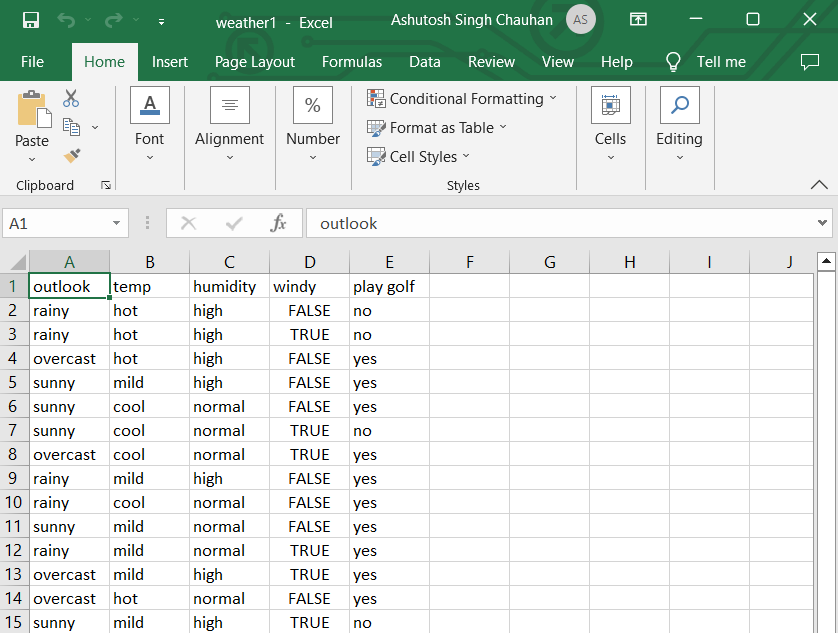 weather1 - Excel Ashutosh Singh Chauhan AS
File Home Insert Page Layout Formulas Data Review View Help Tell me
Paste
Clipboard
A
Font
Alignment
%
Number
Conditional Formatting
Format as Table
Cell Styles
Styles
Cells
Editing
A1 fx outlook
A B C D E F G H I J
1 outlook temp humidity windy play golf
2 rainy hot high FALSE no
3 rainy hot high TRUE no
4 overcast hot high FALSE yes
5 sunny mild high FALSE yes
6 sunny cool normal FALSE yes
7 sunny cool normal TRUE no
8 overcast cool normal TRUE yes
9 rainy mild high FALSE yes
10 rainy cool normal FALSE yes
11 sunny mild normal FALSE yes
12 rainy mild normal TRUE yes
13 overcast mild high TRUE yes
14 overcast hot normal FALSE yes
15 sunny mild high TRUE no